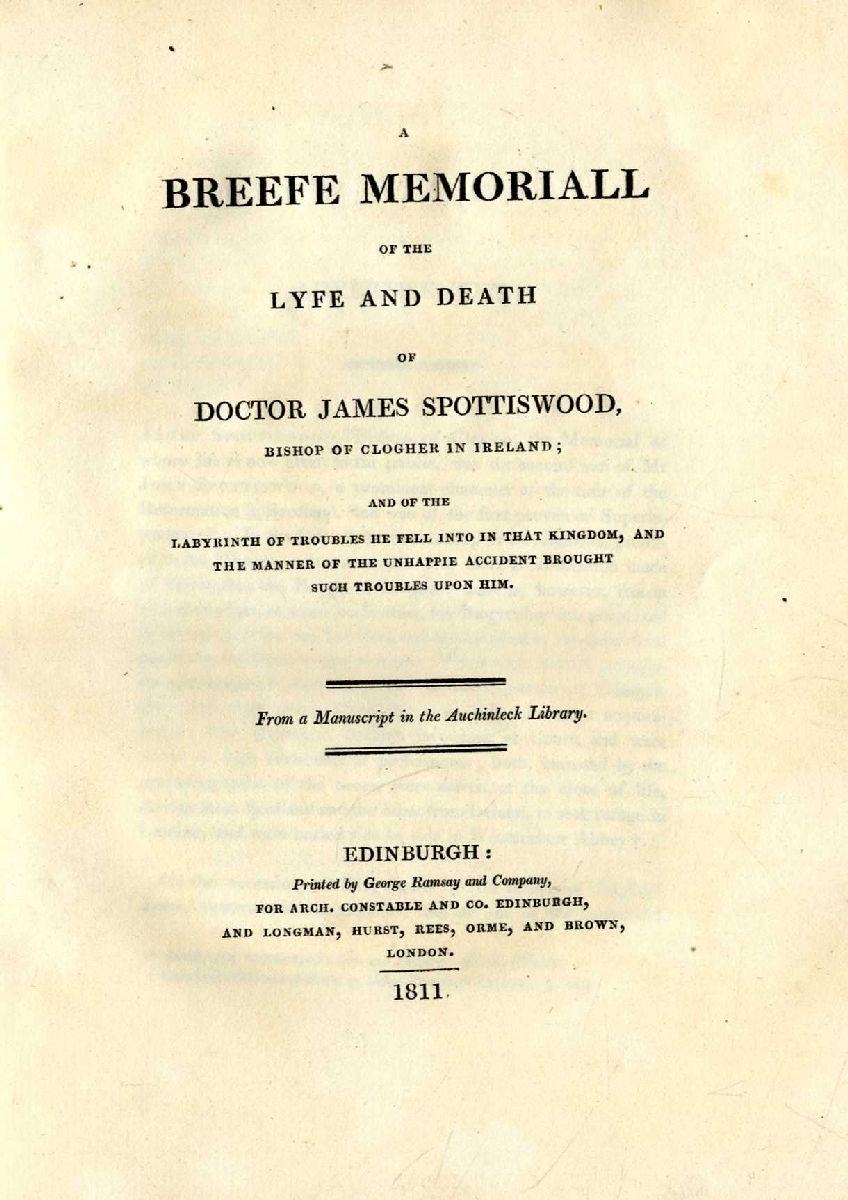 A
BREEFE MEMORIALL
OF THE
LYFE AND DEATH
OF
DOCTOR JAMES SPOTTISWOOD,
BISHOP OF CLOGHER IN IRELAND;
AND OF THE
LABYRINTH OF TROUBLES HE FELL INTO IN THAT KINGDOM, AND
THE MANNER OF THE UNHAPPIE ACCIDENT BROUGHT
SUCH TROUBLES UPON HIM.
From a Manuscript in the Auchinleck Library.
EDINBURGH:
Printed by George Ramsay and Company,
FOR ARCH. CONSTABLE AND CO. EDINBURGH,
AND LONGMAN, HURST, REES, ORME, AND BROWN,
LONDON.
1811.